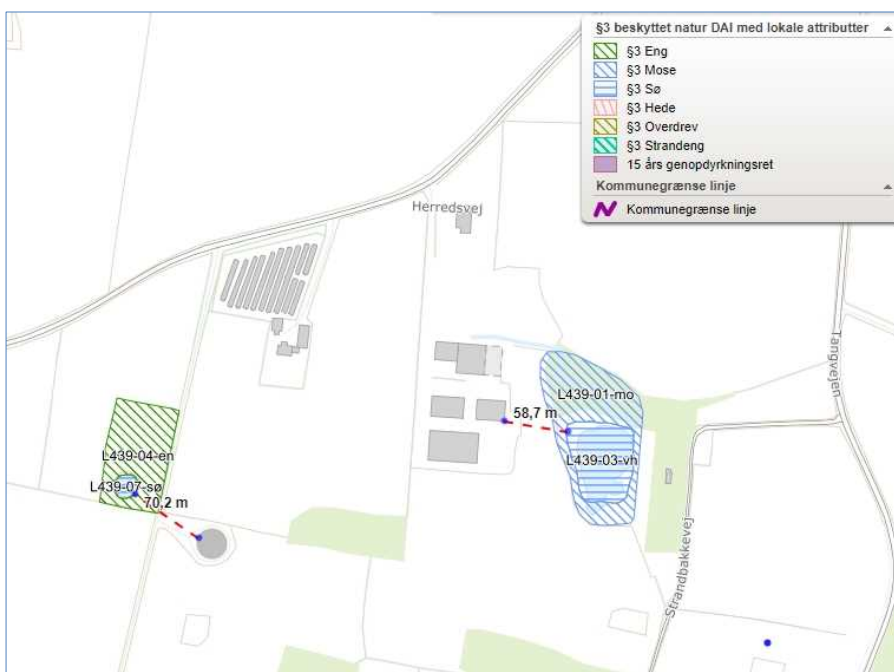 §3 beskyttet natur DAI med lokale attributter
§3 Eng
§3 Mose
§3 Sø
§3 Hede
§3 Overdrev
§3 Strandeng
15 års genopdyrkningsret
Kommunegrænse linje
Kommunegrænse linje
Herredsvej
Tangvejen
L439-01-mo
58,7 m
L439-03-vh
L439-04-en
L439-07-sø
70,2 m
Strandbakkevej